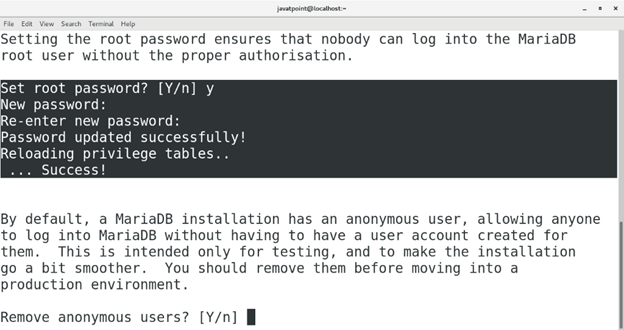 javatpoint@localhost:~
File Edit View Search Terminal Help
Setting the root password ensures that nobody can log into the MariaDB
root user without the proper authorisation.
Set root password? [Y/n] y
New password:
Re-enter new password:
Password updated successfully!
Reloading privilege tables..
 ... Success!
By default, a MariaDB installation has an anonymous user, allowing anyone
to log into MariaDB without having to have a user account created for
them.  This is intended only for testing, and to make the installation
go a bit smoother.  You should remove them before moving into a
production environment.
Remove anonymous users? [Y/n]